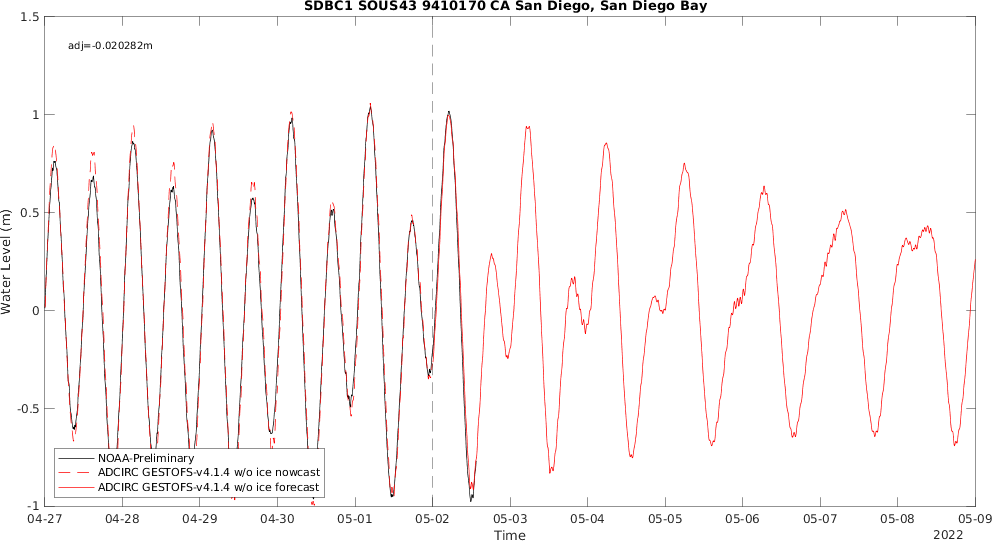 SDBC1 SOUS43 9410170 CA San Diego, San Diego Bay
1.5
adj=-0.020282m
1
0.5
Water Level (m)
0
-0.5
NOAA-Preliminary
ADCIRC GESTOFS-v4.1.4 w/o ice nowcast
ADCIRC GESTOFS-v4.1.4 w/o ice forecast
-1
04-27 04-28 04-29 04-30 05-01 05-02 05-03 05-04 05-05 05-06 05-07 05-08 05-09
Time
2022